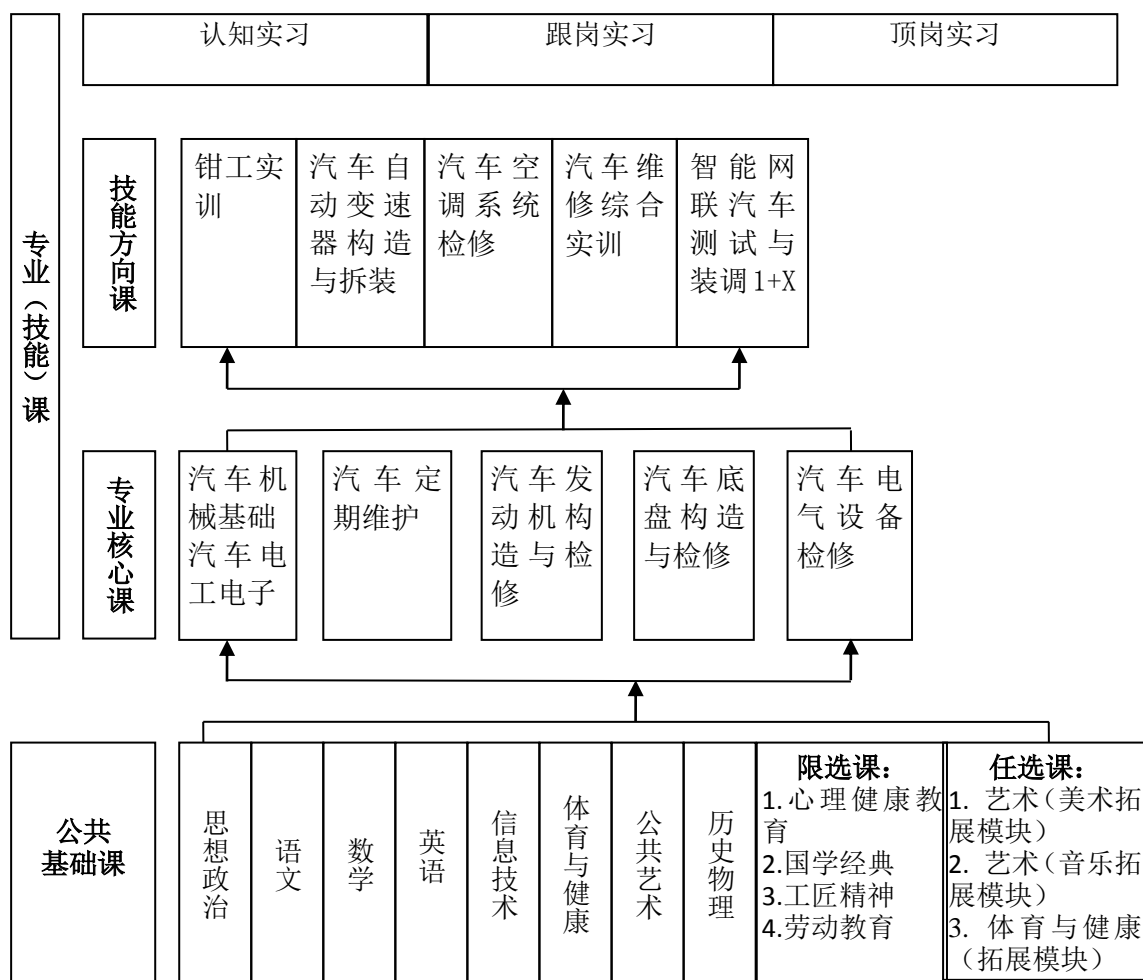 认知实习
跟岗实习
顶岗实习
专业（技能）课
技能方向课
钳工实
训
汽车自
动变速
器构造
与拆装
汽车空
调系统
检修
汽车维
修综合
实训
智能网
联汽车
测试与
装调1+X
专业核心课
汽车机
械基础
汽车电
工电子
汽车定
期维护
汽车发
动机构
造与检
修
汽车底
盘构造
与检修
汽车电
气设备
检修
公共
基础课
思想政治
语文
数学
英语
信息技术
体育与健康
公共艺术
历史物理
限选课：
1.心理健康教
育
2.国学经典
3.工匠精神
4.劳动教育
任选课：
1. 艺术（美术拓
展模块）
2. 艺术（音乐拓
展模块）
3. 体育与健康
（拓展模块）